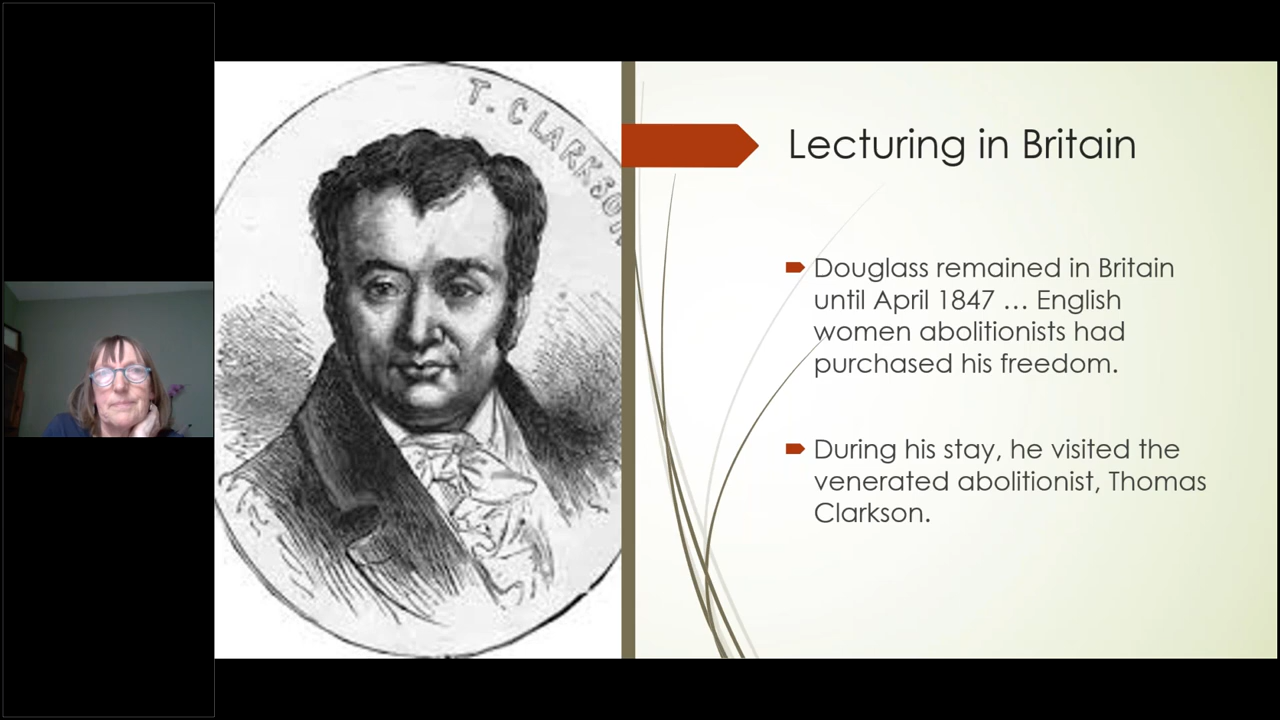 T. CLARKSON
Lecturing in Britain
Douglass remained in Britain
until April 1847 … English
women abolitionists had
purchased his freedom.
During his stay, he visited the
venerated abolitionist, Thomas
Clarkson.